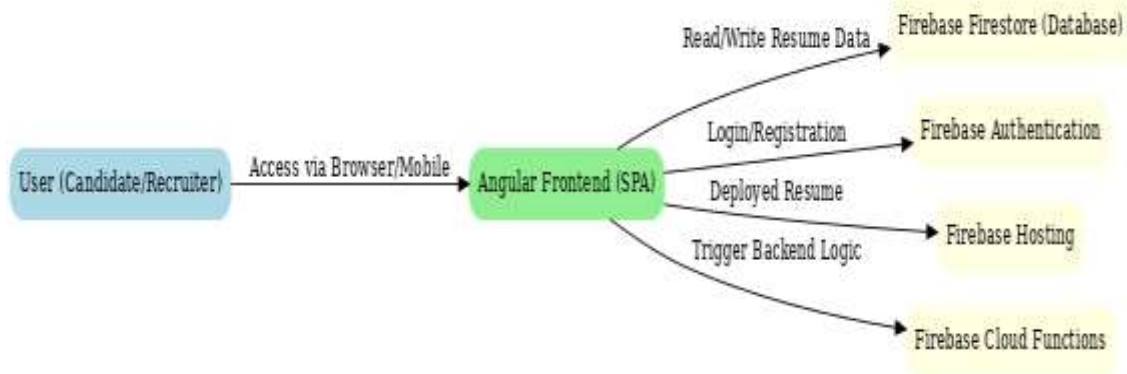 User (Candidate/Recruiter)
Access via Browser/Mobile
Angular Frontend (SPA)
Read/Write Resume Data
Firebase Firestore (Database)
Login/Registration
Firebase Authentication
Deployed Resume
Firebase Hosting
Trigger Backend Logic
Firebase Cloud Functions